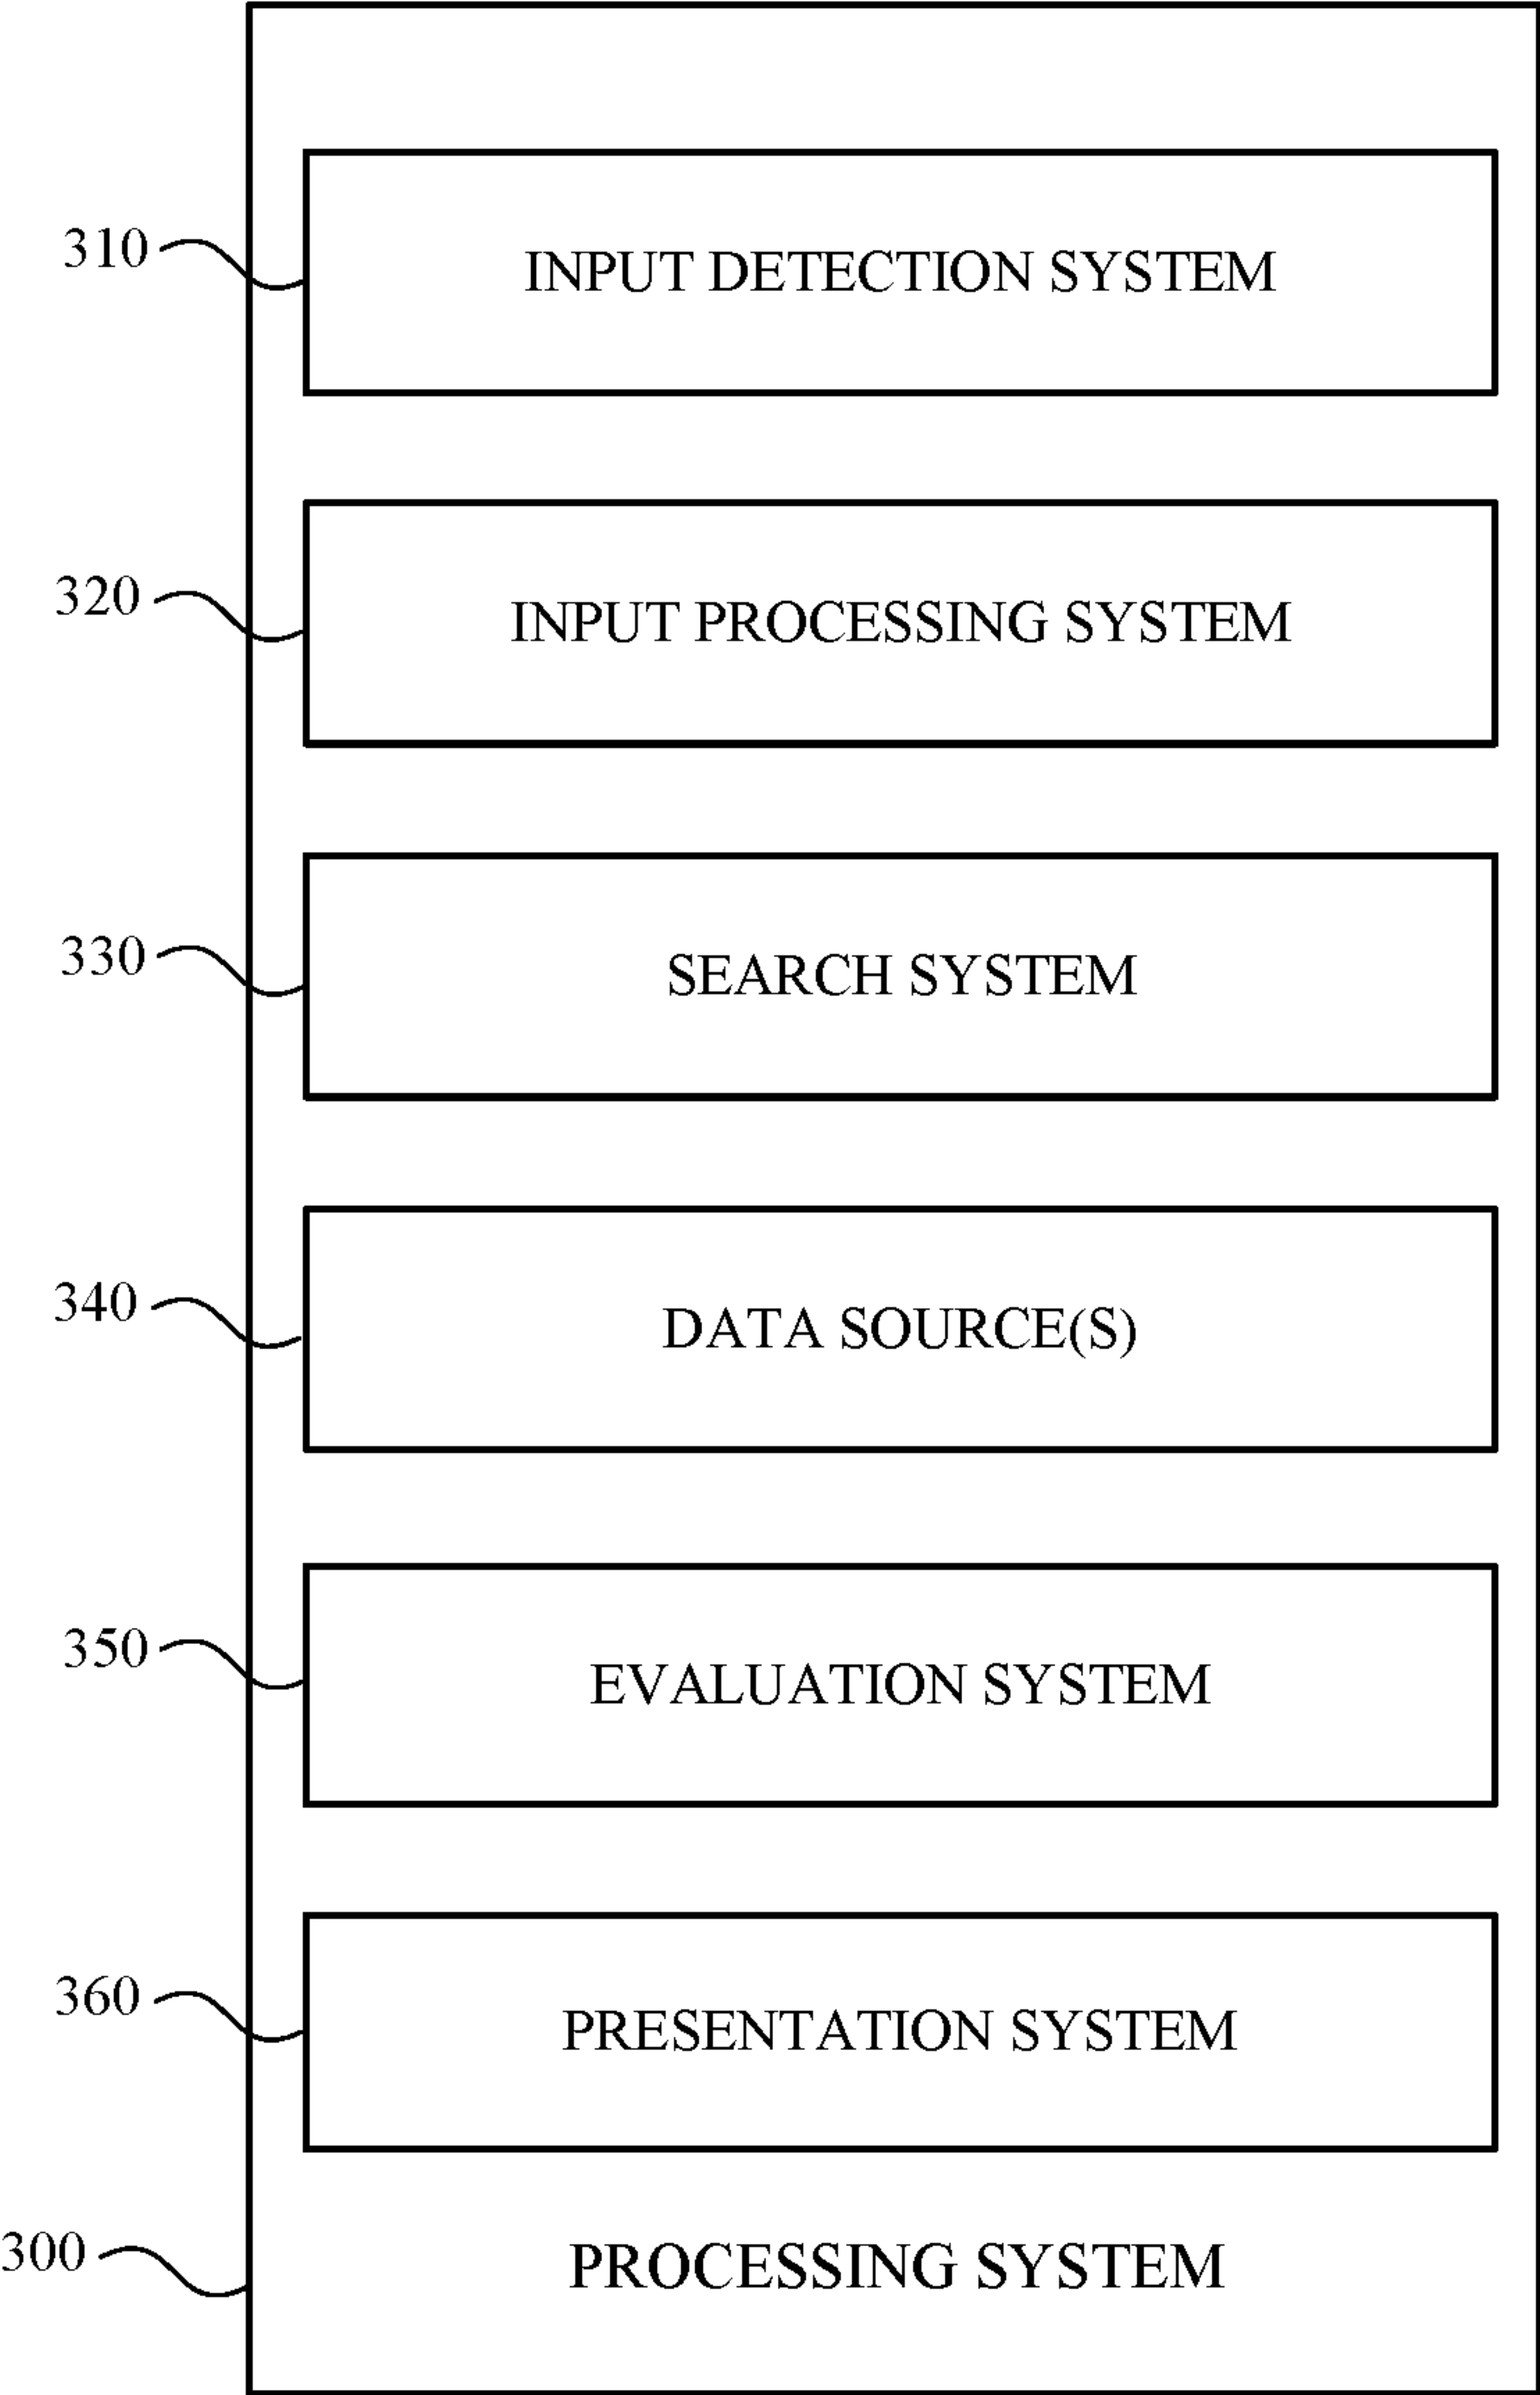 310 INPUT DETECTION SYSTEM
320 INPUT PROCESSING SYSTEM
330 SEARCH SYSTEM
340 DATA SOURCE(S)
350 EVALUATION SYSTEM
360 PRESENTATION SYSTEM
300 PROCESSING SYSTEM